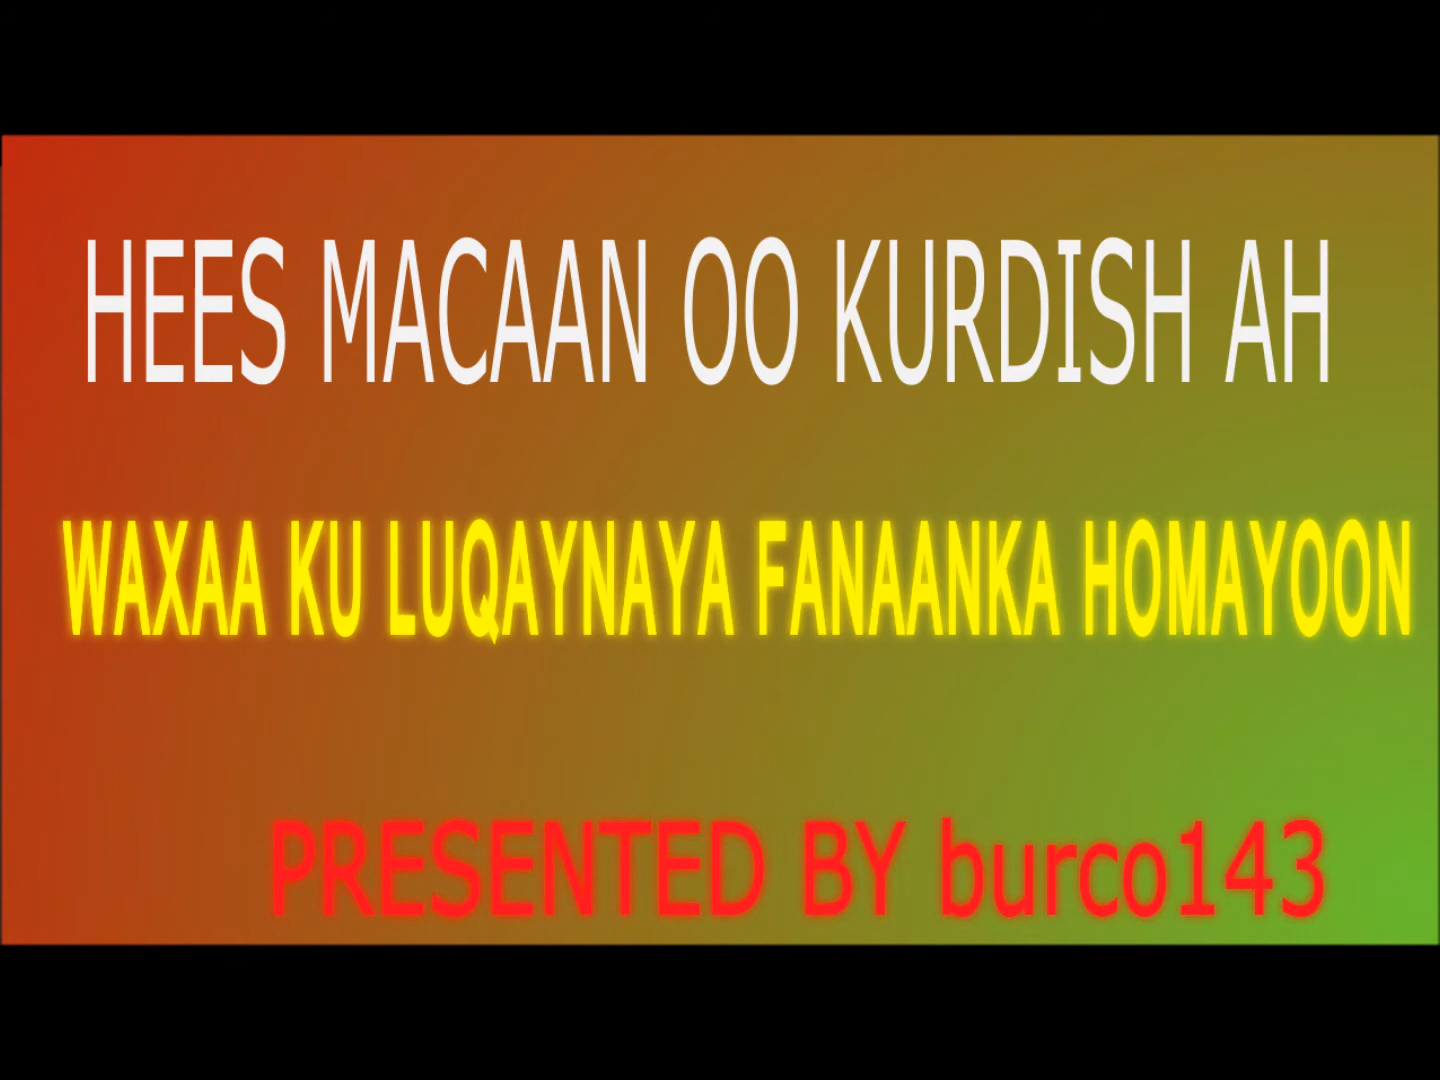 HEES MACAAN OO KURDISH AH
WAXAA KU LUQAYNAYA FANAANKA HOMAYOON
PRESENTED BY burco143